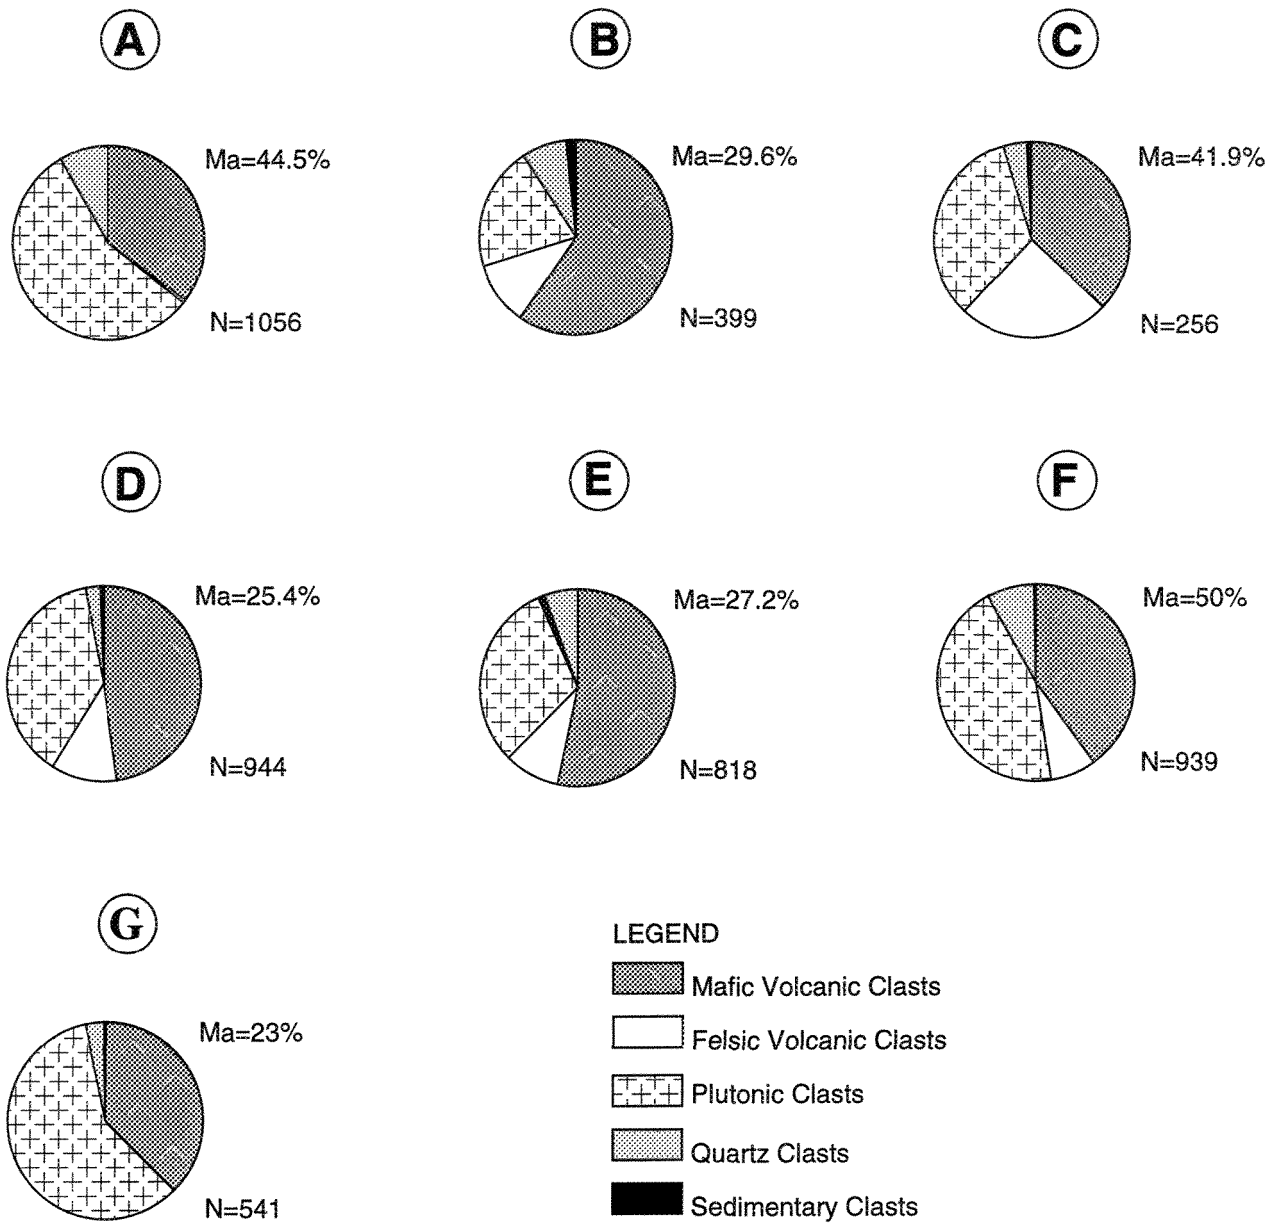 A
B
C
Ma=44.5%
Ma=29.6%
Ma=41.9%
N=1056
N=399
N=256
D
E
F
Ma=25.4%
Ma=27.2%
Ma=50%
N=944
N=818
N=939
G
Ma=23%
N=541
LEGEND
Mafic Volcanic Clasts
Felsic Volcanic Clasts
Plutonic Clasts
Quartz Clasts
Sedimentary Clasts